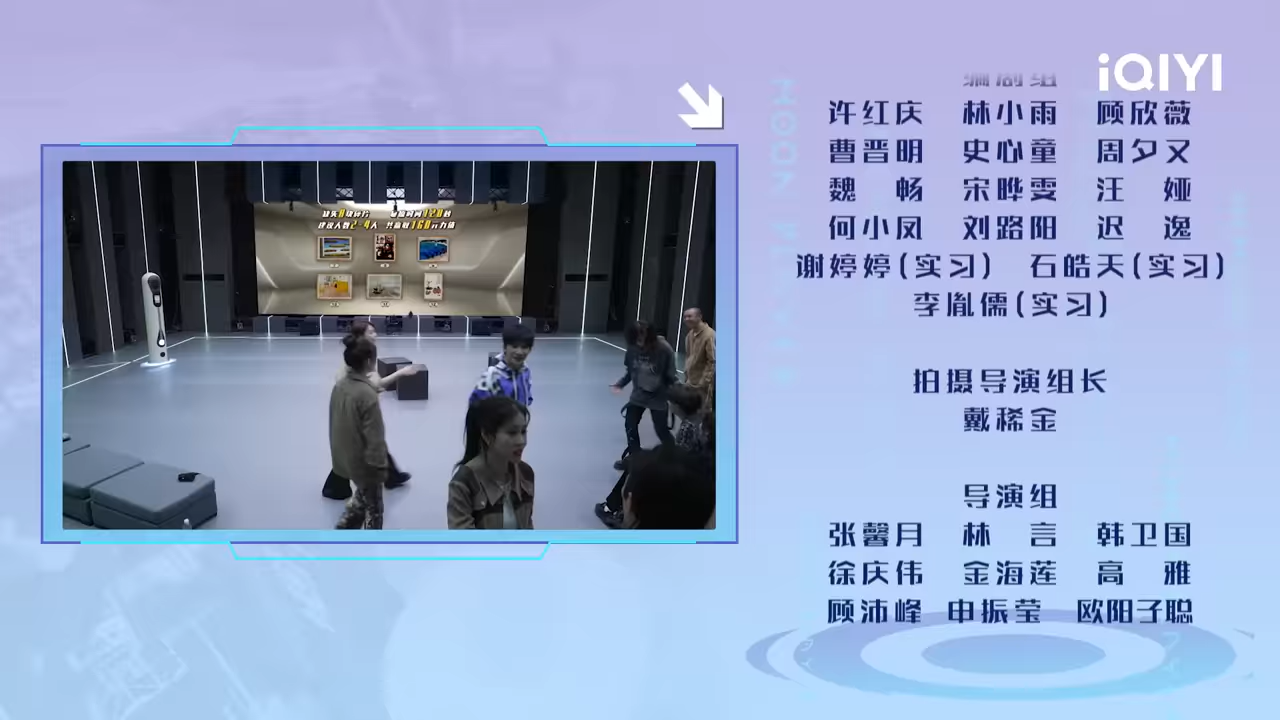 iQIYI
编剧组
许红庆 林小雨 顾欣薇
曹晋明 史心童 周夕又
魏 畅 宋晔雯 汪 娅
何小凤 刘路阳 迟 逸
谢婷婷(实习) 石皓天(实习)
李胤儒(实习)
拍摄导演组长
戴稀金
导演组
张馨月 林 言 韩卫国
徐庆伟 金海莲 高 雅
顾沛峰 申振莹 欧阳子聪